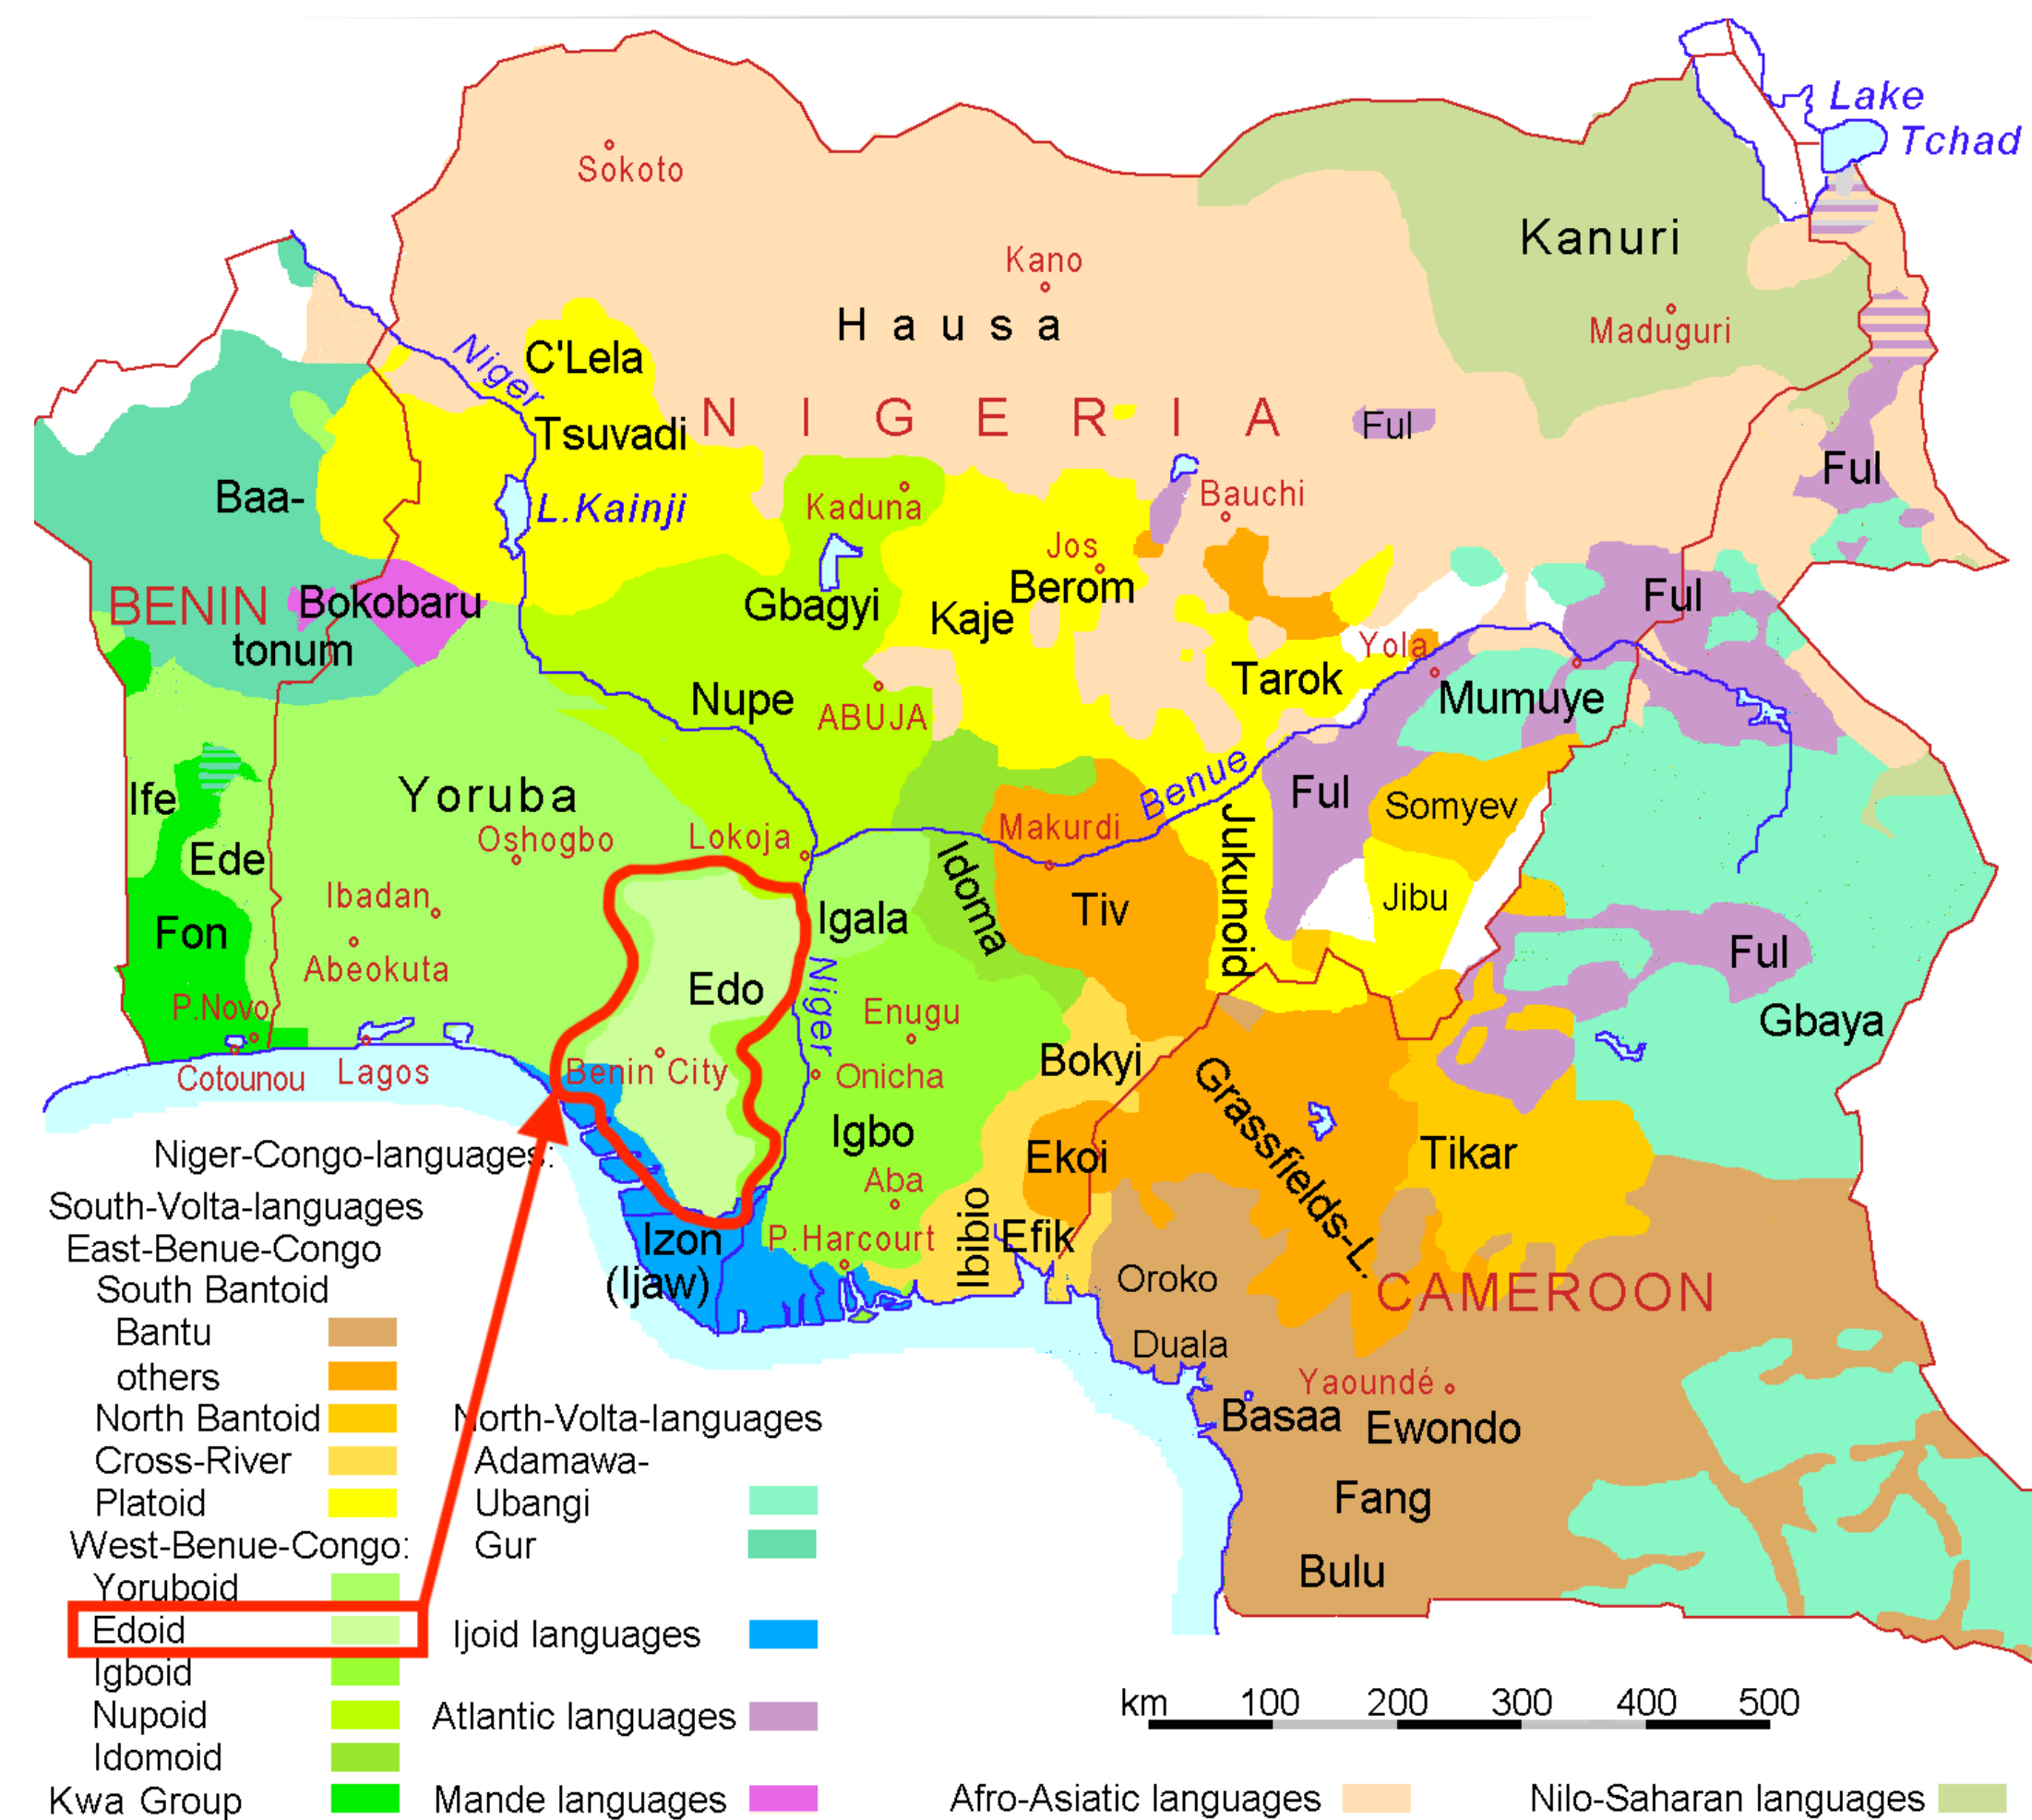 Lake
Tchad
Sokoto
Kanuri
Kano
Hausa
Maduguri
Niger
C'Lela
NIGERIA
Ful
Tsuvadi
Ful
Baa-
L.Kainji
Kaduna
Bauchi
Jos
BENIN
Bokobaru
Gbagyi
Kaje
Berom
Ful
tonum
Yola
Nupe
ABUJA
Tarok
Mumuye
Ife
Yoruba
Benue
Ful
Somyev
Oshogbo
Lokoja
Makurdi
Ede
Idoma
Jukunoid
Ibadan
Igala
Tiv
Jibu
Fon
Abeokuta
Edo
Niger
Ful
P.Novo
Enugu
Gbaya
Cotounou
Lagos
Benin City
Onicha
Bokyi
Grassfields-L.
Igbo
Ekoi
Tikar
Aba
Izon
(Ijaw)
P.Harcourt
Ibibio
Efik
Oroko
CAMEROON
Duala
Yaoundé
Basaa
Ewondo
Fang
Bulu
Niger-Congo-languages:
South-Volta-languages
East-Benue-Congo
South Bantoid
Bantu
others
North Bantoid
Cross-River
Platoid
West-Benue-Congo:
Yoruboid
Edoid
Igboid
Nupoid
Idomoid
Kwa Group
North-Volta-languages
Adamawa-
Ubangi
Gur
Ijoid languages
Atlantic languages
Mande languages
km 100 200 300 400 500
Afro-Asiatic languages
Nilo-Saharan languages